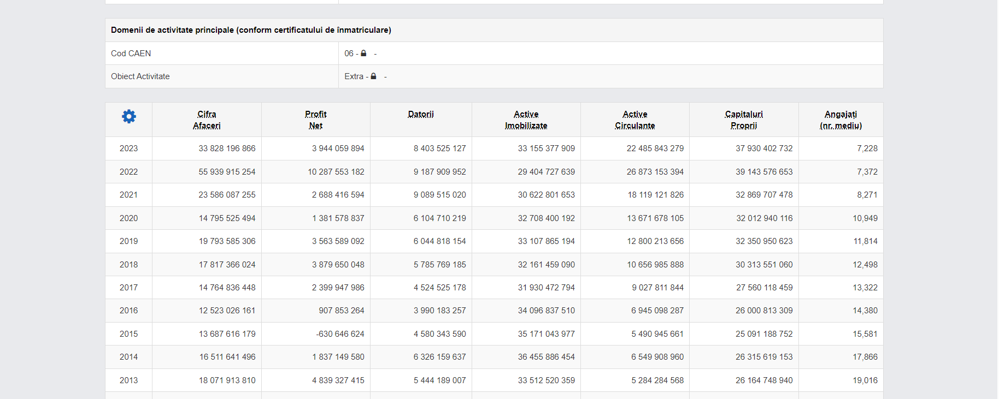 Domenii de activitate principale (conform certificatului de înmatriculare)
Cod CAEN 06 - -
Obiect Activitate Extra - -
Cifra Afaceri Profit Net Datorii Active Imobilizate Active Circulante Capitaluri Proprii Angajați (nr. mediu)
2023 33 828 196 866 3 944 059 894 8 403 525 127 33 155 377 909 22 485 843 279 37 930 402 732 7,228
2022 55 939 915 254 10 287 553 182 9 187 909 952 29 404 727 639 26 873 153 394 39 143 576 653 7,372
2021 23 586 087 255 2 688 416 594 9 089 515 020 30 622 801 653 18 119 121 826 32 869 707 478 8,271
2020 14 795 525 494 1 381 578 837 6 104 710 219 32 708 400 192 13 671 678 105 32 012 940 116 10,949
2019 19 793 585 306 3 563 589 092 6 044 818 154 33 107 865 194 12 800 213 656 32 350 950 623 11,814
2018 17 817 366 024 3 879 650 048 5 785 769 185 32 161 459 090 10 656 985 888 30 313 551 060 12,498
2017 14 764 836 448 2 399 947 986 4 524 525 178 31 930 472 794 9 027 811 844 27 560 118 459 13,322
2016 12 523 026 161 907 853 264 3 990 183 257 34 096 837 510 6 945 098 287 26 000 813 309 14,380
2015 13 687 616 179 -630 646 624 4 580 343 590 35 171 043 977 5 490 945 661 25 091 188 752 15,581
2014 16 511 641 496 1 837 149 580 6 326 159 637 36 455 886 454 6 549 908 960 26 315 619 153 17,866
2013 18 071 913 810 4 839 327 415 5 444 189 007 33 512 520 359 5 284 284 568 26 164 748 940 19,016